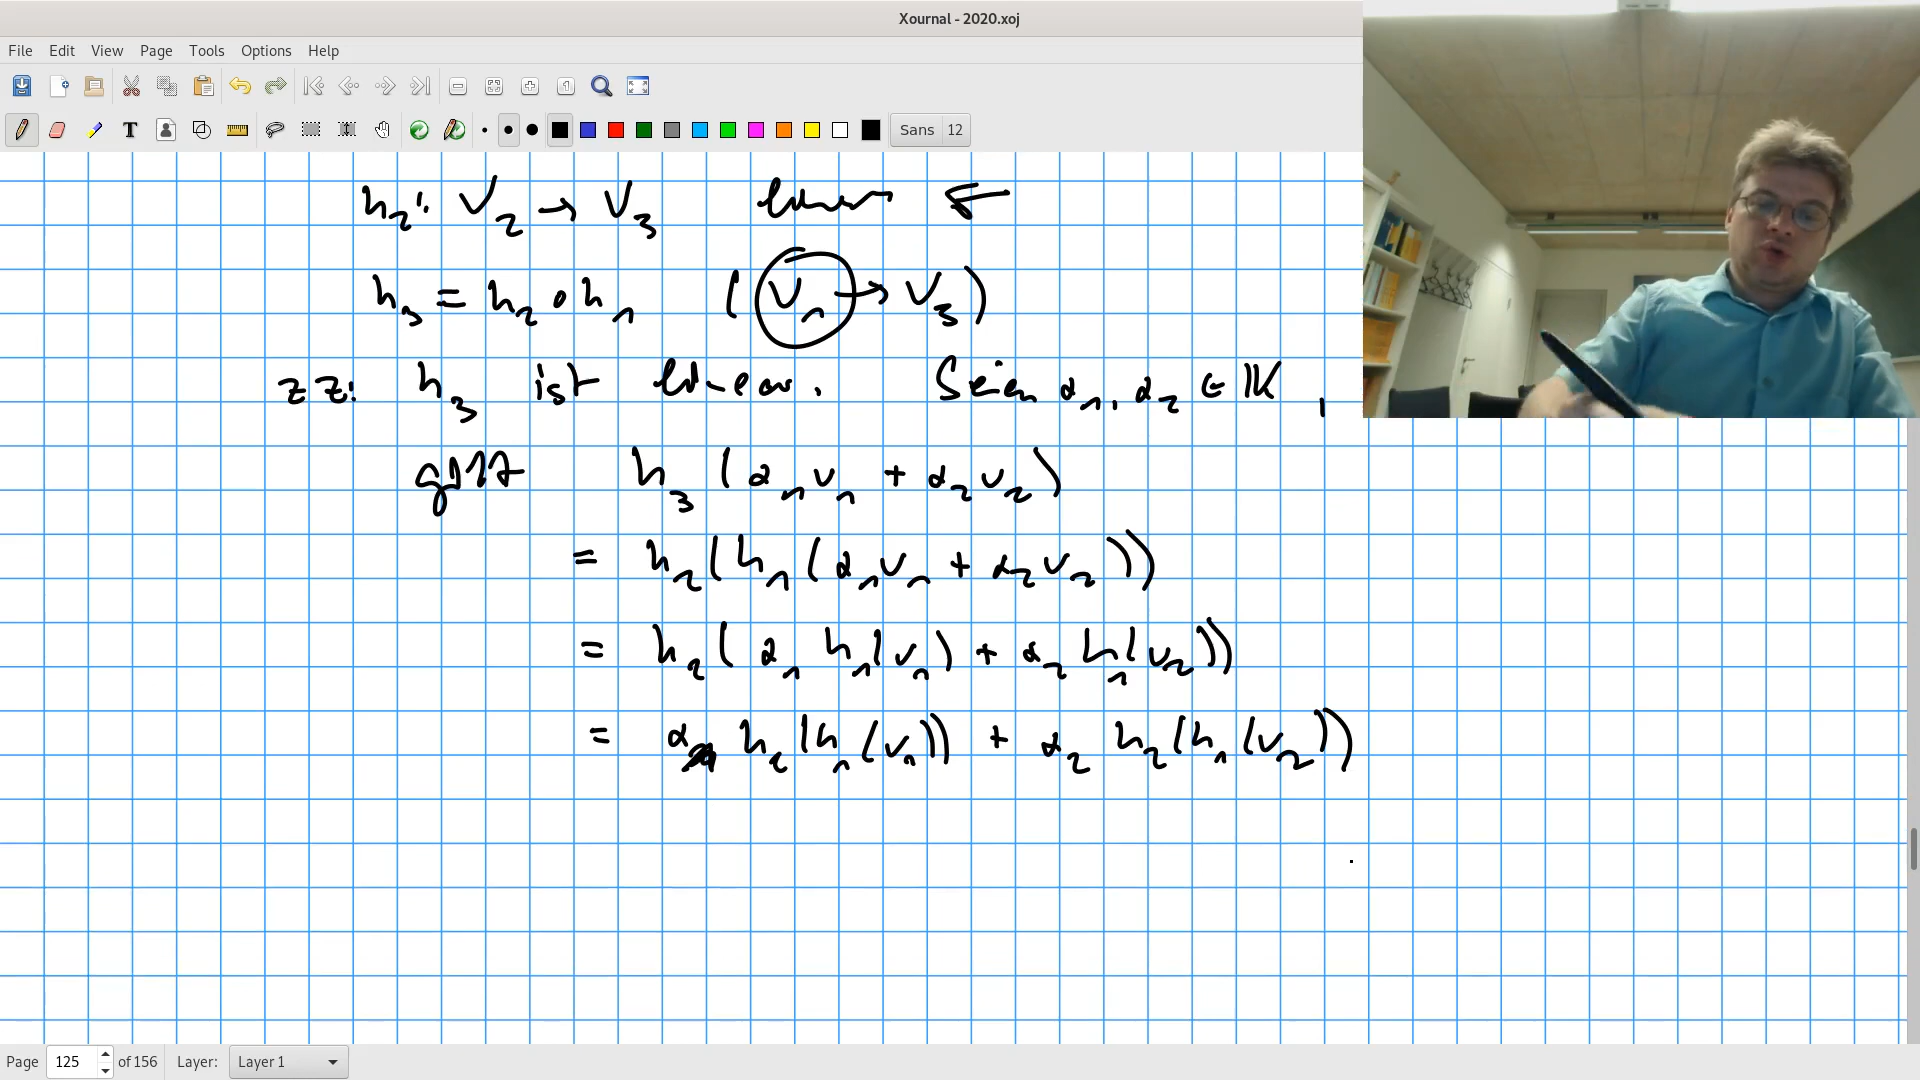 Xournal - 2020.xoj
File Edit View Page Tools Options Help
Sans 12
h₂: V₂ → V₃ linear ⇐
h₃ = h₂ ∘ h₁ (V₁ → V₃)
zz: h₃ ist linear. Seien α₁, α₂ ∈ 𝕂,
gilt h₃(α₁v₁ + α₂v₂)
= h₂(h₁(α₁v₁ + α₂v₂))
= h₂(α₁ h₁(v₁) + α₂ h₁(v₂))
= α₁ h₂(h₁(v₁)) + α₂ h₂(h₁(v₂))
Page 125 of 156 Layer: Layer 1